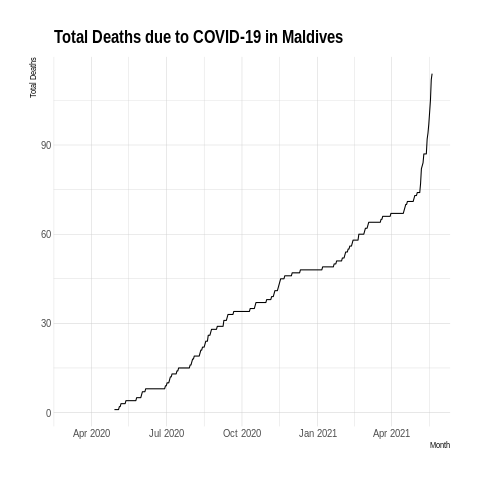 Total Deaths due to COVID-19 in Maldives
Total Deaths
90
60
30
0
Apr 2020 Jul 2020 Oct 2020 Jan 2021 Apr 2021
Month